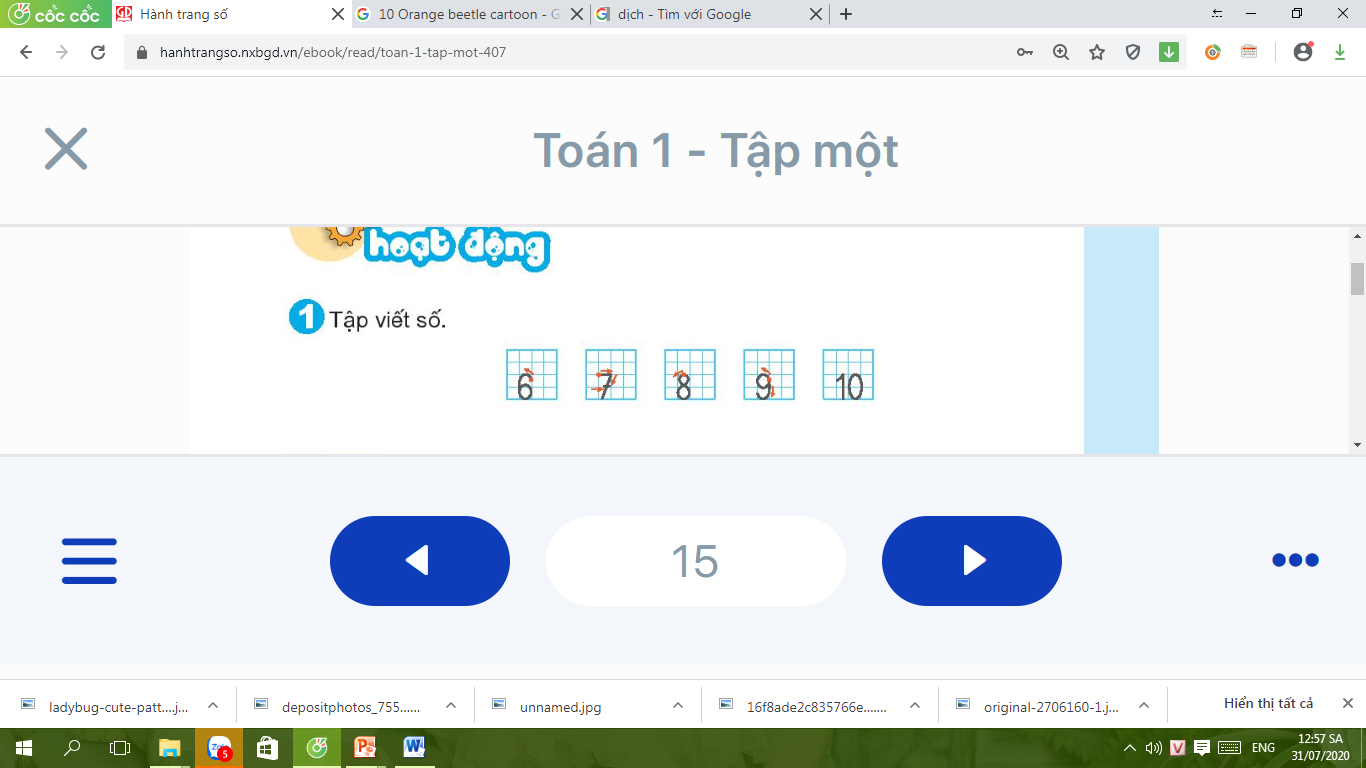 cốc cốc
Hành trang số
10 Orange beetle cartoon - G
dịch - Tìm với Google
hanhtrangso.nxbgd.vn/ebook/read/toan-1-tap-mot-407
Toán 1 - Tập một
hoạt động
1 Tập viết số.
6 7 8 9 10
15
ladybug-cute-patt....j...
depositphotos_755......
unnamed.jpg
16f8ade2c835766e.......
original-2706160-1.j...
Hiển thị tất cả
Zalo 5
ENG
12:57 SA
31/07/2020